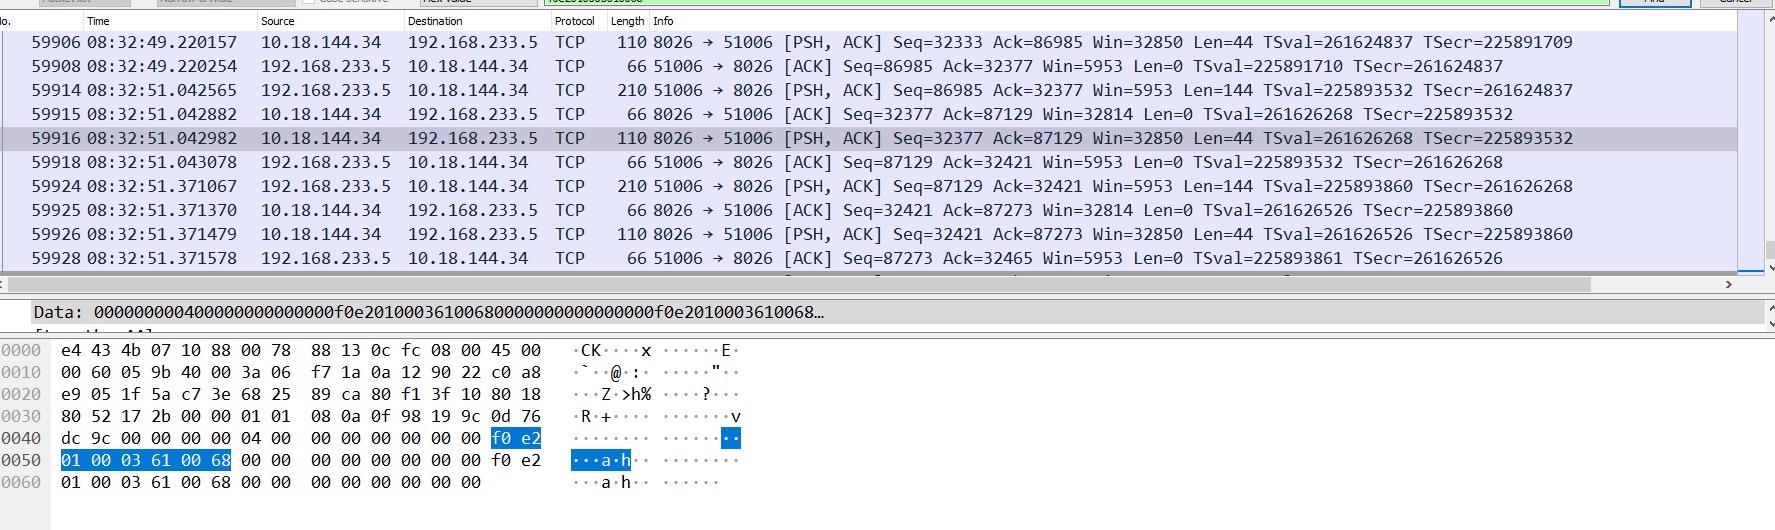 Packet list Narrow & Wide Case sensitive Hex value f0e2010003610068 Find Cancel
No. Time Source Destination Protocol Length Info
59906 08:32:49.220157 10.18.144.34 192.168.233.5 TCP 110 8026 → 51006 [PSH, ACK] Seq=32333 Ack=86985 Win=32850 Len=44 TSval=261624837 TSecr=225891709
59908 08:32:49.220254 192.168.233.5 10.18.144.34 TCP 66 51006 → 8026 [ACK] Seq=86985 Ack=32377 Win=5953 Len=0 TSval=225891710 TSecr=261624837
59914 08:32:51.042565 192.168.233.5 10.18.144.34 TCP 210 51006 → 8026 [PSH, ACK] Seq=86985 Ack=32377 Win=5953 Len=144 TSval=225893532 TSecr=261624837
59915 08:32:51.042882 10.18.144.34 192.168.233.5 TCP 66 8026 → 51006 [ACK] Seq=32377 Ack=87129 Win=32814 Len=0 TSval=261626268 TSecr=225893532
59916 08:32:51.042982 10.18.144.34 192.168.233.5 TCP 110 8026 → 51006 [PSH, ACK] Seq=32377 Ack=87129 Win=32850 Len=44 TSval=261626268 TSecr=225893532
59918 08:32:51.043078 192.168.233.5 10.18.144.34 TCP 66 51006 → 8026 [ACK] Seq=87129 Ack=32421 Win=5953 Len=0 TSval=225893532 TSecr=261626268
59924 08:32:51.371067 192.168.233.5 10.18.144.34 TCP 210 51006 → 8026 [PSH, ACK] Seq=87129 Ack=32421 Win=5953 Len=144 TSval=225893860 TSecr=261626268
59925 08:32:51.371370 10.18.144.34 192.168.233.5 TCP 66 8026 → 51006 [ACK] Seq=32421 Ack=87273 Win=32814 Len=0 TSval=261626526 TSecr=225893860
59926 08:32:51.371479 10.18.144.34 192.168.233.5 TCP 110 8026 → 51006 [PSH, ACK] Seq=32421 Ack=87273 Win=32850 Len=44 TSval=261626526 TSecr=225893860
59928 08:32:51.371578 192.168.233.5 10.18.144.34 TCP 66 51006 → 8026 [ACK] Seq=87273 Ack=32465 Win=5953 Len=0 TSval=225893861 TSecr=261626526
Data: 000000000400000000000000f0e20100036100680000000000000000f0e2010003610068…
0000 e4 43 4b 07 10 88 00 78 88 13 0c fc 08 00 45 00 ·CK····x ······E·
0010 00 60 05 9b 40 00 3a 06 f7 1a 0a 12 90 22 c0 a8 ·`··@·:· ·····"··
0020 e9 05 1f 5a c7 3e 68 25 89 ca 80 f1 3f 10 80 18 ···Z·>h% ····?···
0030 80 52 17 2b 00 00 01 01 08 0a 0f 98 19 9c 0d 76 ·R·+···· ·······v
0040 dc 9c 00 00 00 00 04 00 00 00 00 00 00 00 f0 e2 ········ ········
0050 01 00 03 61 00 68 00 00 00 00 00 00 00 00 f0 e2 ···a·h·· ········
0060 01 00 03 61 00 68 00 00 00 00 00 00 00 00 ···a·h·· ······